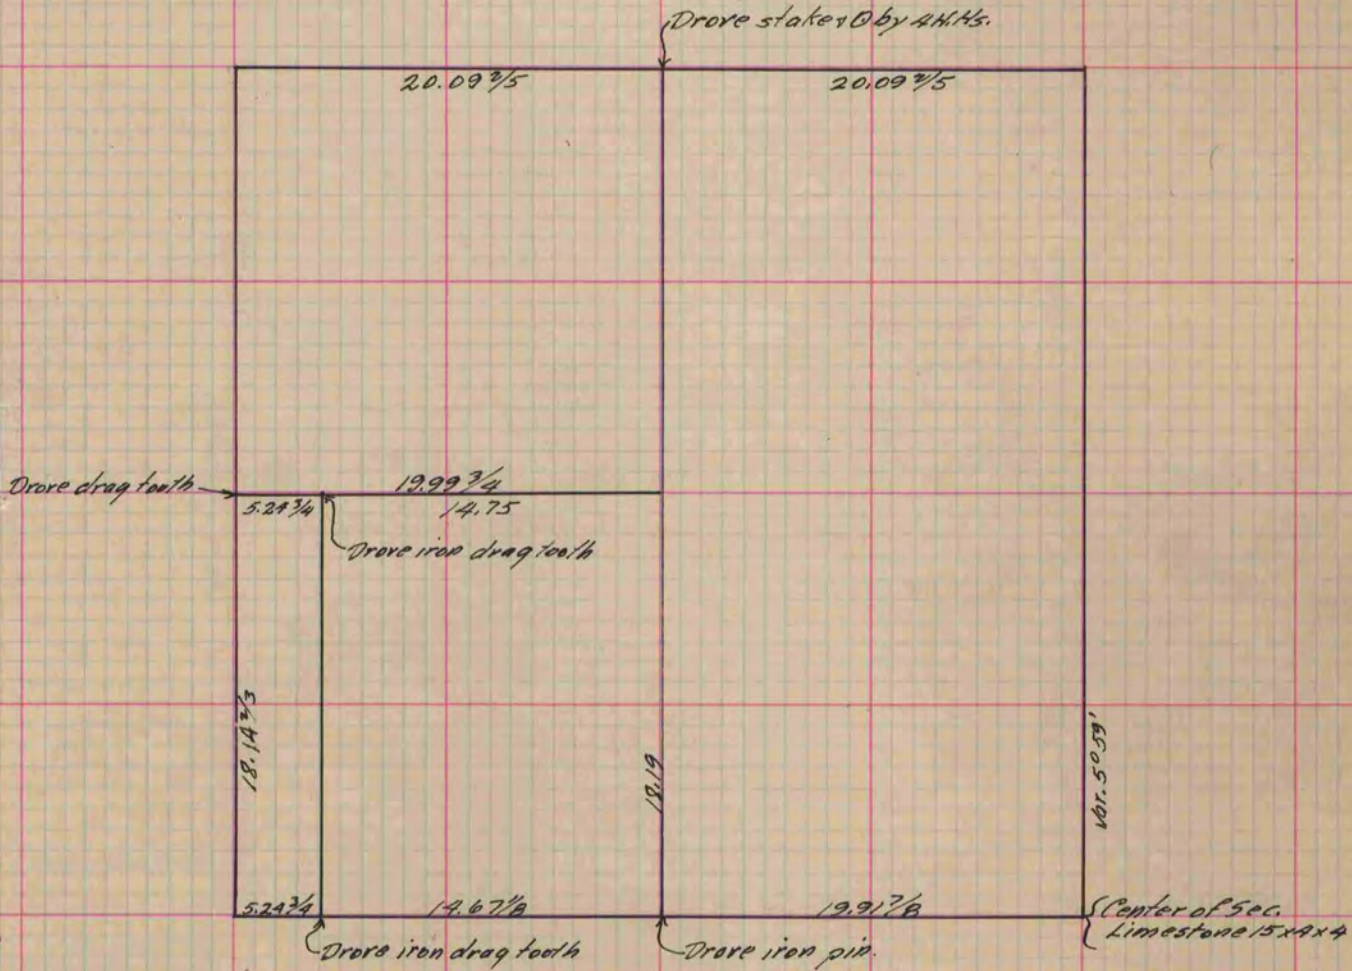 Drove stake & O by 4H.Hs.
20.09 2/5
20.09 2/5
Drove drag tooth
19.99 3/4
5.24 3/4
14.75
Drove iron drag tooth
18.14 2/3
18.19
Var. 5° 59'
5.24 3/4
14.67 1/8
19.91 7/8
Center of Sec.
Limestone 15x4x4
Drove iron drag tooth
Drove iron pin.